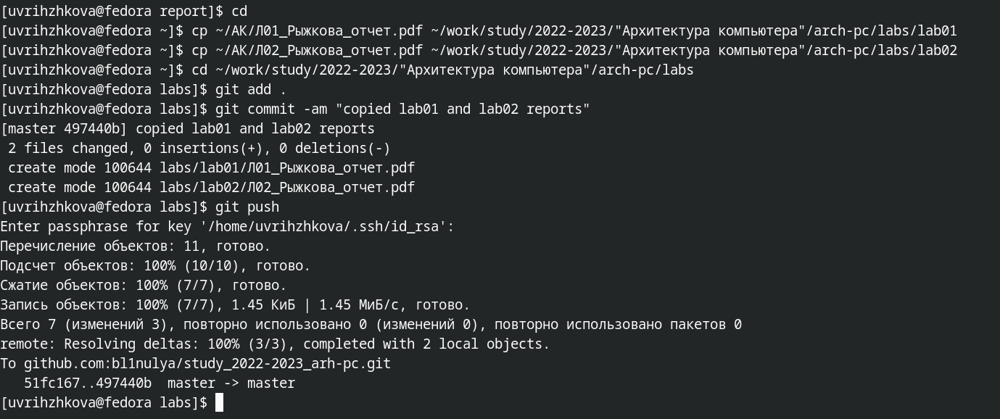 [uvrihzhkova@fedora report]$ cd
[uvrihzhkova@fedora ~]$ cp ~/АК/Л01_Рыжкова_отчет.pdf ~/work/study/2022-2023/"Архитектура компьютера"/arch-pc/labs/lab01
[uvrihzhkova@fedora ~]$ cp ~/АК/Л02_Рыжкова_отчет.pdf ~/work/study/2022-2023/"Архитектура компьютера"/arch-pc/labs/lab02
[uvrihzhkova@fedora ~]$ cd ~/work/study/2022-2023/"Архитектура компьютера"/arch-pc/labs
[uvrihzhkova@fedora labs]$ git add .
[uvrihzhkova@fedora labs]$ git commit -am "copied lab01 and lab02 reports"
[master 497440b] copied lab01 and lab02 reports
 2 files changed, 0 insertions(+), 0 deletions(-)
 create mode 100644 labs/lab01/Л01_Рыжкова_отчет.pdf
 create mode 100644 labs/lab02/Л02_Рыжкова_отчет.pdf
[uvrihzhkova@fedora labs]$ git push
Enter passphrase for key '/home/uvrihzhkova/.ssh/id_rsa':
Перечисление объектов: 11, готово.
Подсчет объектов: 100% (10/10), готово.
Сжатие объектов: 100% (7/7), готово.
Запись объектов: 100% (7/7), 1.45 КиБ | 1.45 МиБ/с, готово.
Всего 7 (изменений 3), повторно использовано 0 (изменений 0), повторно использовано пакетов 0
remote: Resolving deltas: 100% (3/3), completed with 2 local objects.
To github.com:bl1nulya/study_2022-2023_arh-pc.git
   51fc167..497440b  master -> master
[uvrihzhkova@fedora labs]$